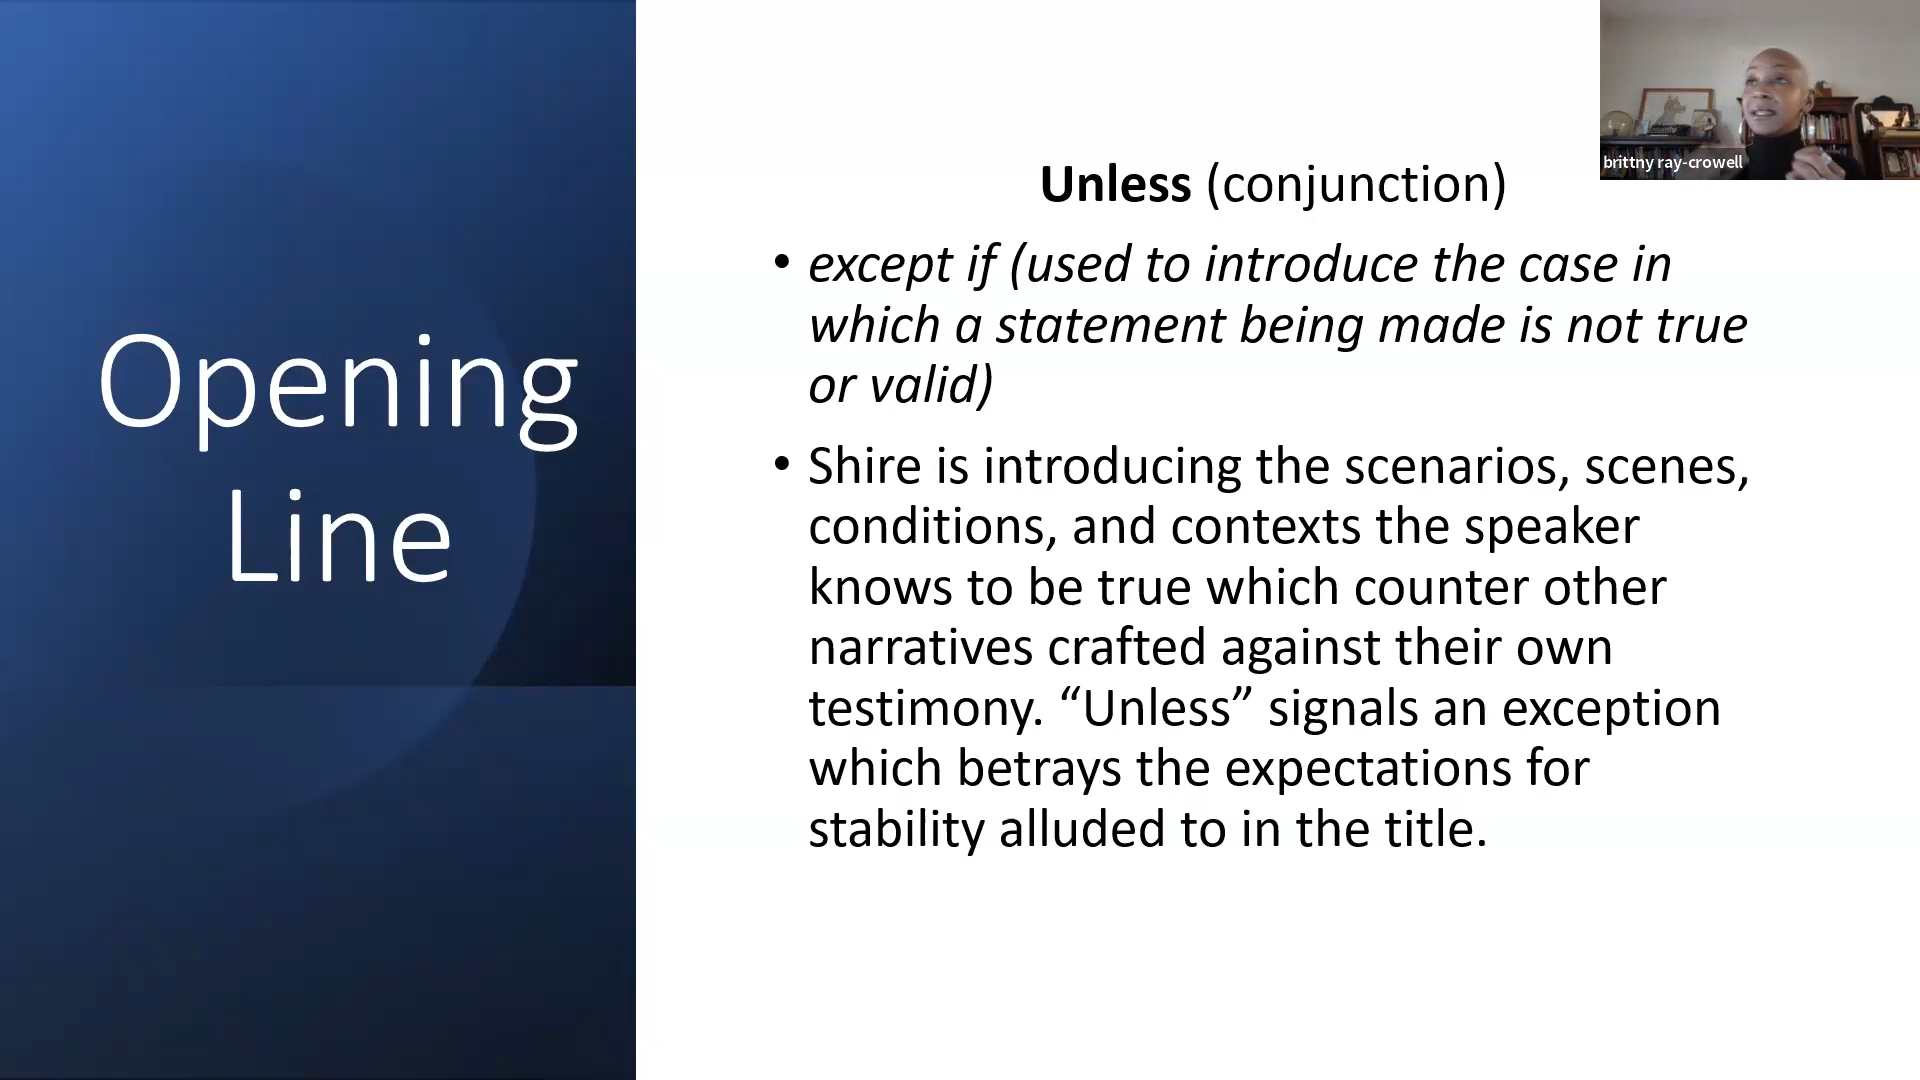 Opening
Line
Unless (conjunction)
• except if (used to introduce the case in
which a statement being made is not true
or valid)
• Shire is introducing the scenarios, scenes,
conditions, and contexts the speaker
knows to be true which counter other
narratives crafted against their own
testimony. “Unless” signals an exception
which betrays the expectations for
stability alluded to in the title.
brittny ray-crowell